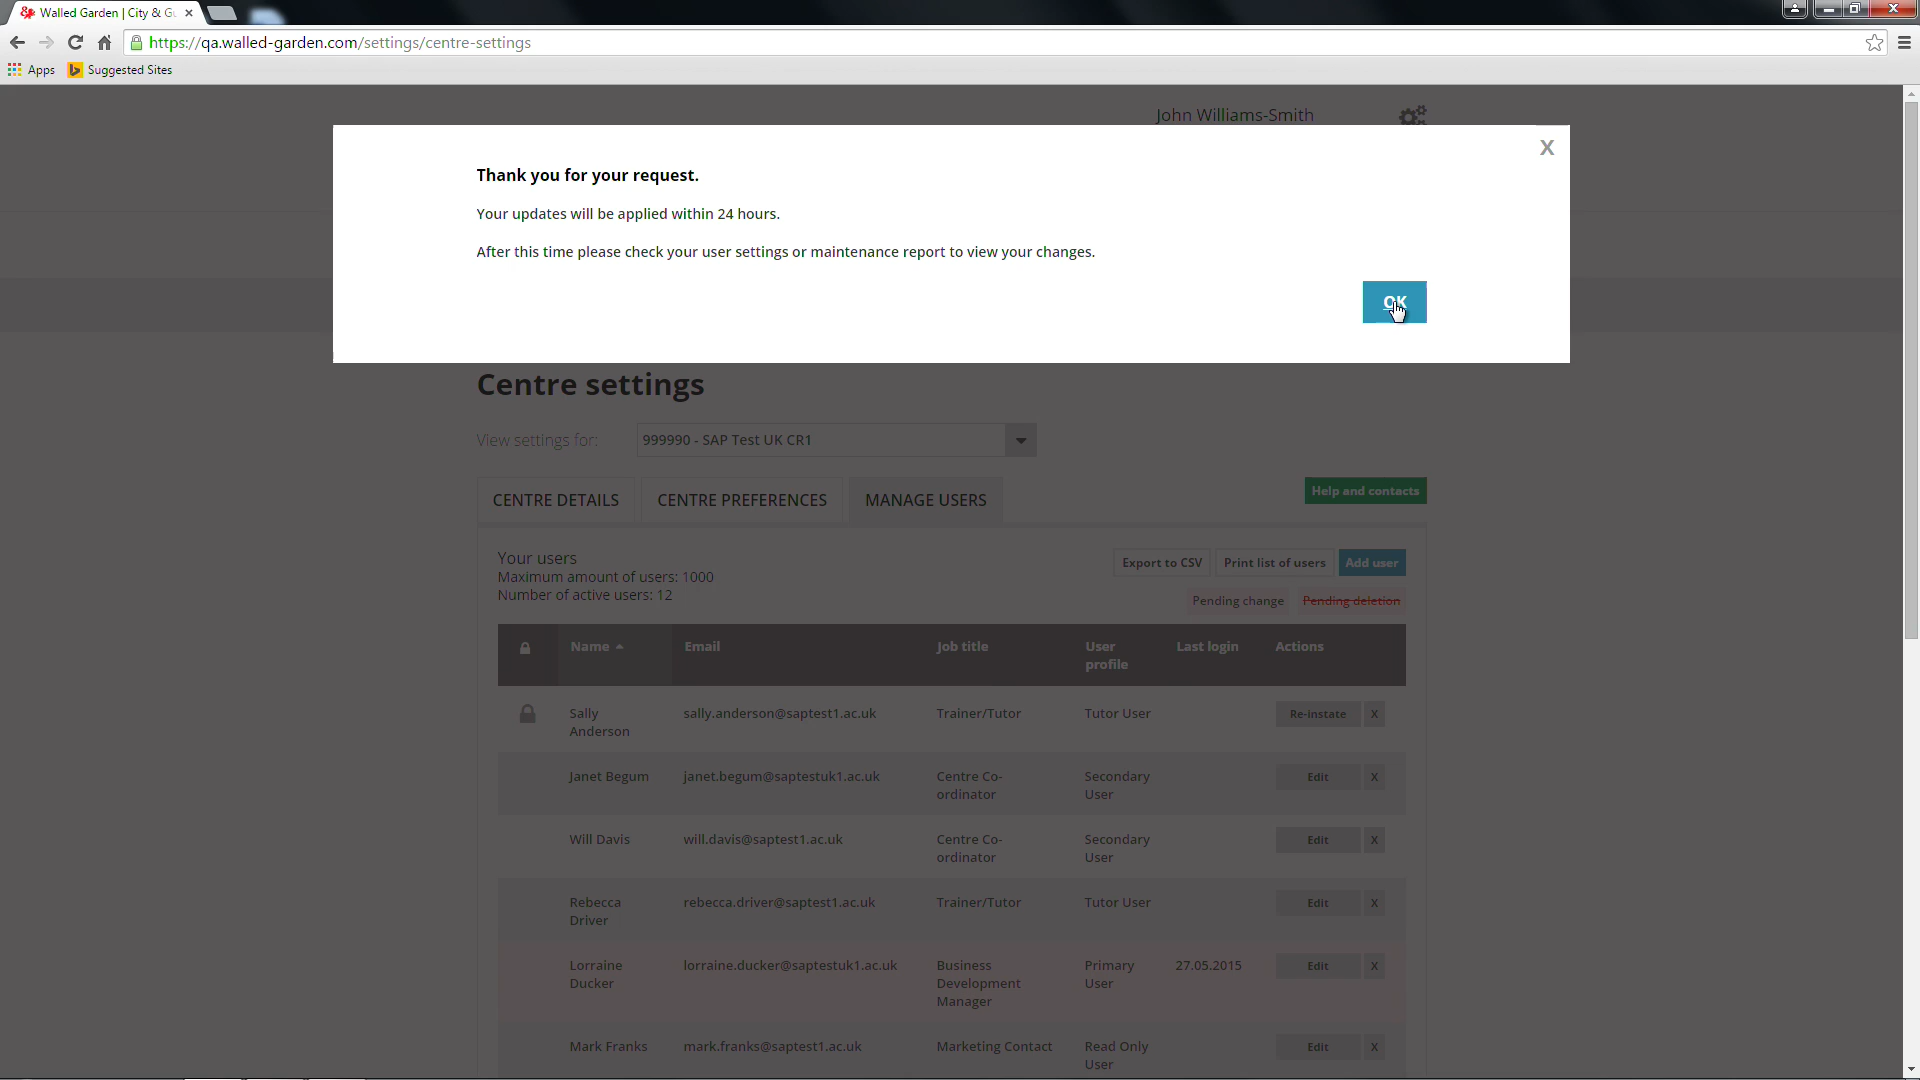 Walled Garden | City & Gu
https://qa.walled-garden.com/settings/centre-settings
Apps Suggested Sites
John Williams-Smith
X
Thank you for your request.
Your updates will be applied within 24 hours.
After this time please check your user settings or maintenance report to view your changes.
OK
Centre settings
View settings for: 999990 - SAP Test UK CR1
CENTRE DETAILS CENTRE PREFERENCES MANAGE USERS Help and contacts
Your users
Maximum amount of users: 1000
Number of active users: 12
Export to CSV Print list of users Add user
Pending change Pending deletion
Name Email Job title User profile Last login Actions
Sally Anderson sally.anderson@saptest1.ac.uk Trainer/Tutor Tutor User Re-instate X
Janet Begum janet.begum@saptestuk1.ac.uk Centre Co-ordinator Secondary User Edit X
Will Davis will.davis@saptest1.ac.uk Centre Co-ordinator Secondary User Edit X
Rebecca Driver rebecca.driver@saptest1.ac.uk Trainer/Tutor Tutor User Edit X
Lorraine Ducker lorraine.ducker@saptestuk1.ac.uk Business Development Manager Primary User 27.05.2015 Edit X
Mark Franks mark.franks@saptest1.ac.uk Marketing Contact Read Only User Edit X